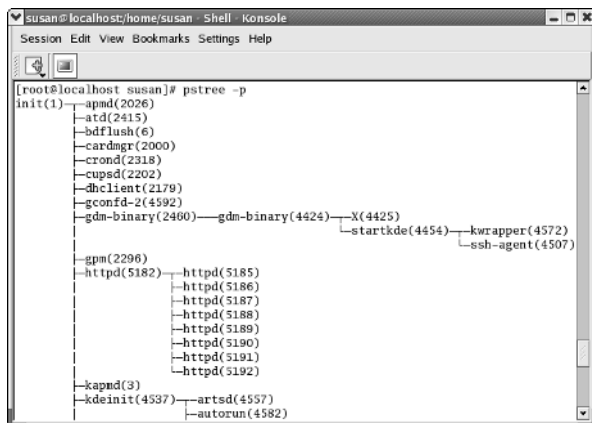 susan@localhost:/home/susan - Shell - Konsole
Session Edit View Bookmarks Settings Help
[root@localhost susan]# pstree -p
init(1)─┬─apmd(2026)
        ├─atd(2415)
        ├─bdflush(6)
        ├─cardmgr(2000)
        ├─crond(2318)
        ├─cupsd(2202)
        ├─dhclient(2179)
        ├─gconfd-2(4592)
        ├─gdm-binary(2460)───gdm-binary(4424)─┬─X(4425)
        │                                     └─startkde(4454)─┬─kwrapper(4572)
        │                                                      └─ssh-agent(4507)
        ├─gpm(2296)
        ├─httpd(5182)─┬─httpd(5185)
        │             ├─httpd(5186)
        │             ├─httpd(5187)
        │             ├─httpd(5188)
        │             ├─httpd(5189)
        │             ├─httpd(5190)
        │             ├─httpd(5191)
        │             └─httpd(5192)
        ├─kapmd(3)
        ├─kdeinit(4537)─┬─artsd(4557)
        │               ├─autorun(4582)